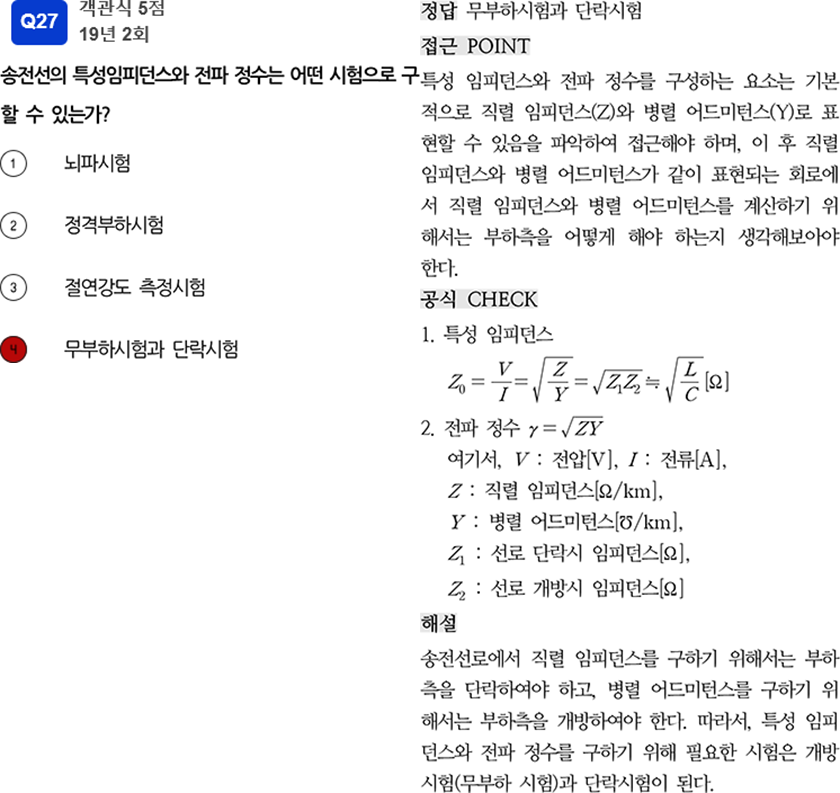 Q27
객관식 5점
19년 2회
송전선의 특성임피던스와 전파 정수는 어떤 시험으로 구
할 수 있는가?
1 뇌파시험
2 정격부하시험
3 절연강도 측정시험
4 무부하시험과 단락시험
정답 무부하시험과 단락시험
접근 POINT
특성 임피던스와 전파 정수를 구성하는 요소는 기본
적으로 직렬 임피던스(Z)와 병렬 어드미턴스(Y)로 표
현할 수 있음을 파악하여 접근해야 하며, 이 후 직렬
임피던스와 병렬 어드미턴스가 같이 표현되는 회로에
서 직렬 임피던스와 병렬 어드미턴스를 계산하기 위
해서는 부하측을 어떻게 해야 하는지 생각해보아야
한다.
공식 CHECK
1. 특성 임피던스
Z₀ = V/I = √(Z/Y) = √(Z₁Z₂) ≒ √(L/C) [Ω]
2. 전파 정수 γ = √ZY
여기서, V : 전압[V], I : 전류[A],
Z : 직렬 임피던스[Ω/km],
Y : 병렬 어드미턴스[℧/km],
Z₁ : 선로 단락시 임피던스[Ω],
Z₂ : 선로 개방시 임피던스[Ω]
해설
송전선로에서 직렬 임피던스를 구하기 위해서는 부하
측을 단락하여야 하고, 병렬 어드미턴스를 구하기 위
해서는 부하측을 개방하여야 한다. 따라서, 특성 임피
던스와 전파 정수를 구하기 위해 필요한 시험은 개방
시험(무부하 시험)과 단락시험이 된다.